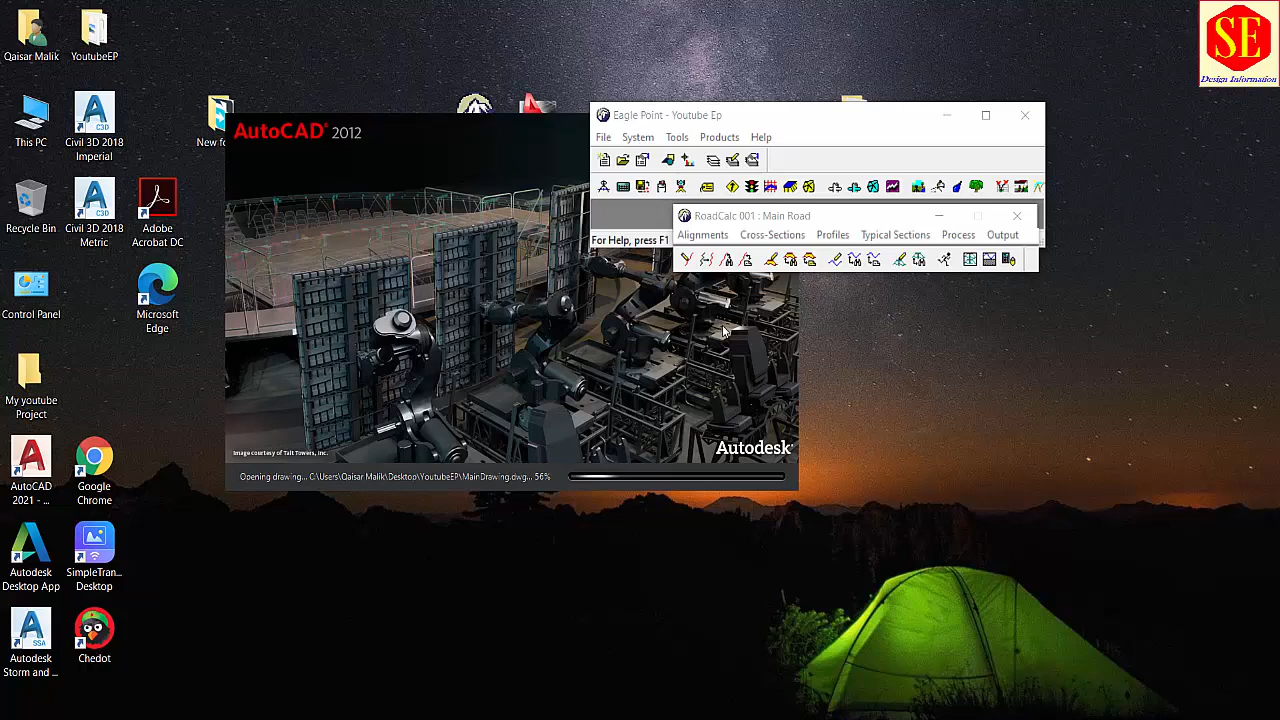 Qaisar Malik
YoutubeEP
This PC
Civil 3D 2018
Imperial
Recycle Bin
Civil 3D 2018
Metric
Adobe
Acrobat DC
Control Panel
Microsoft
Edge
My youtube
Project
AutoCAD
2021 - ...
Google
Chrome
Autodesk
Desktop App
SimpleTran...
Desktop
Autodesk
Storm and ...
Chedot
New fo
AutoCAD® 2012
Image courtesy of Tait Towers, Inc.
Autodesk®
Opening drawing... C:\Users\Qaisar Malik\Desktop\YoutubeEP\MainDrawing.dwg... 56%
Eagle Point - Youtube Ep
File System Tools Products Help
For Help, press F1
RoadCalc 001 : Main Road
Alignments Cross-Sections Profiles Typical Sections Process Output
SE
Design Information
C3D
C3D
SSA